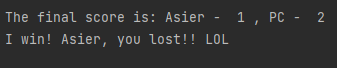 The final score is: Asier -  1 , PC -  2
I win! Asier, you lost!! LOL